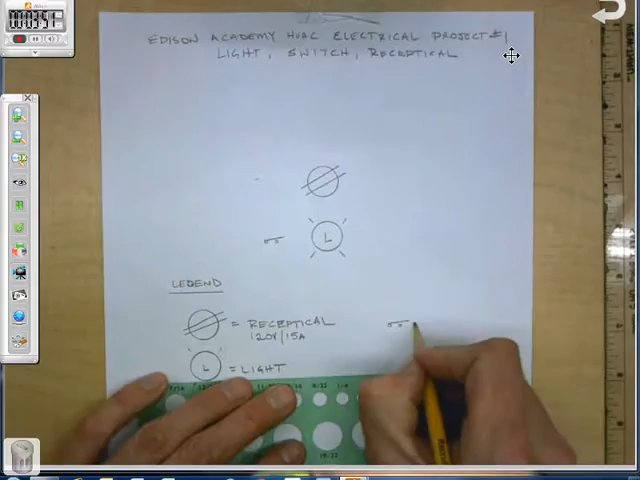 EDISON ACADEMY HVAC ELECTRICAL PROJECT #1
LIGHT, SWITCH, RECEPTICAL
L
LEGEND
= RECEPTICAL
120V/15A
L = LIGHT